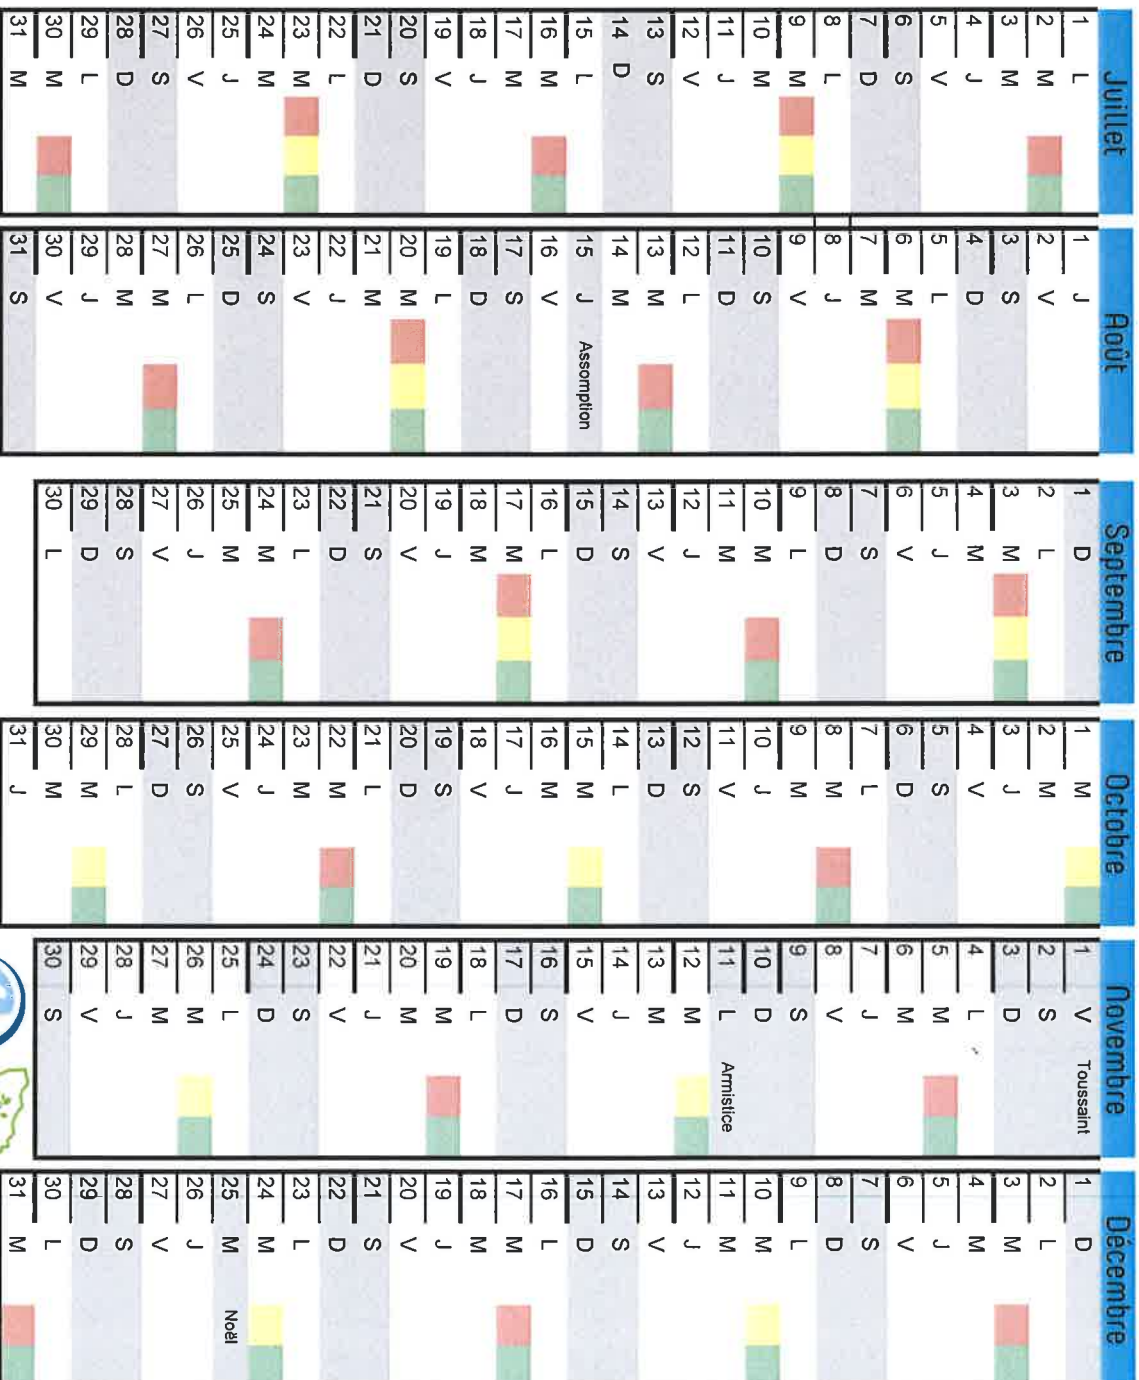 Juillet
1 L
2 M
3 M
4 J
5 V
6 S
7 D
8 L
9 M
10 M
11 J
12 V
13 S
14 D
15 L
16 M
17 M
18 J
19 V
20 S
21 D
22 L
23 M
24 M
25 J
26 V
27 S
28 D
29 L
30 M
31 M
Août
1 J
2 V
3 S
4 D
5 L
6 M
7 M
8 J
9 V
10 S
11 D
12 L
13 M
14 M
15 J Assomption
16 V
17 S
18 D
19 L
20 M
21 M
22 J
23 V
24 S
25 D
26 L
27 M
28 M
29 J
30 V
31 S
Septembre
1 D
2 L
3 M
4 M
5 J
6 V
7 S
8 D
9 L
10 M
11 M
12 J
13 V
14 S
15 D
16 L
17 M
18 M
19 J
20 V
21 S
22 D
23 L
24 M
25 M
26 J
27 V
28 S
29 D
30 L
Octobre
1 M
2 M
3 J
4 V
5 S
6 D
7 L
8 M
9 M
10 J
11 V
12 S
13 D
14 L
15 M
16 M
17 J
18 V
19 S
20 D
21 L
22 M
23 M
24 J
25 V
26 S
27 D
28 L
29 M
30 M
31 J
Novembre
1 V Toussaint
2 S
3 D
4 L
5 M
6 M
7 J
8 V
9 S
10 D
11 L Armistice
12 M
13 M
14 J
15 V
16 S
17 D
18 L
19 M
20 M
21 J
22 V
23 S
24 D
25 L
26 M
27 M
28 J
29 V
30 S
Décembre
1 D
2 L
3 M
4 M
5 J
6 V
7 S
8 D
9 L
10 M
11 M
12 J
13 V
14 S
15 D
16 L
17 M
18 M
19 J
20 V
21 S
22 D
23 L
24 M
25 M Noël
26 J
27 V
28 S
29 D
30 L
31 M